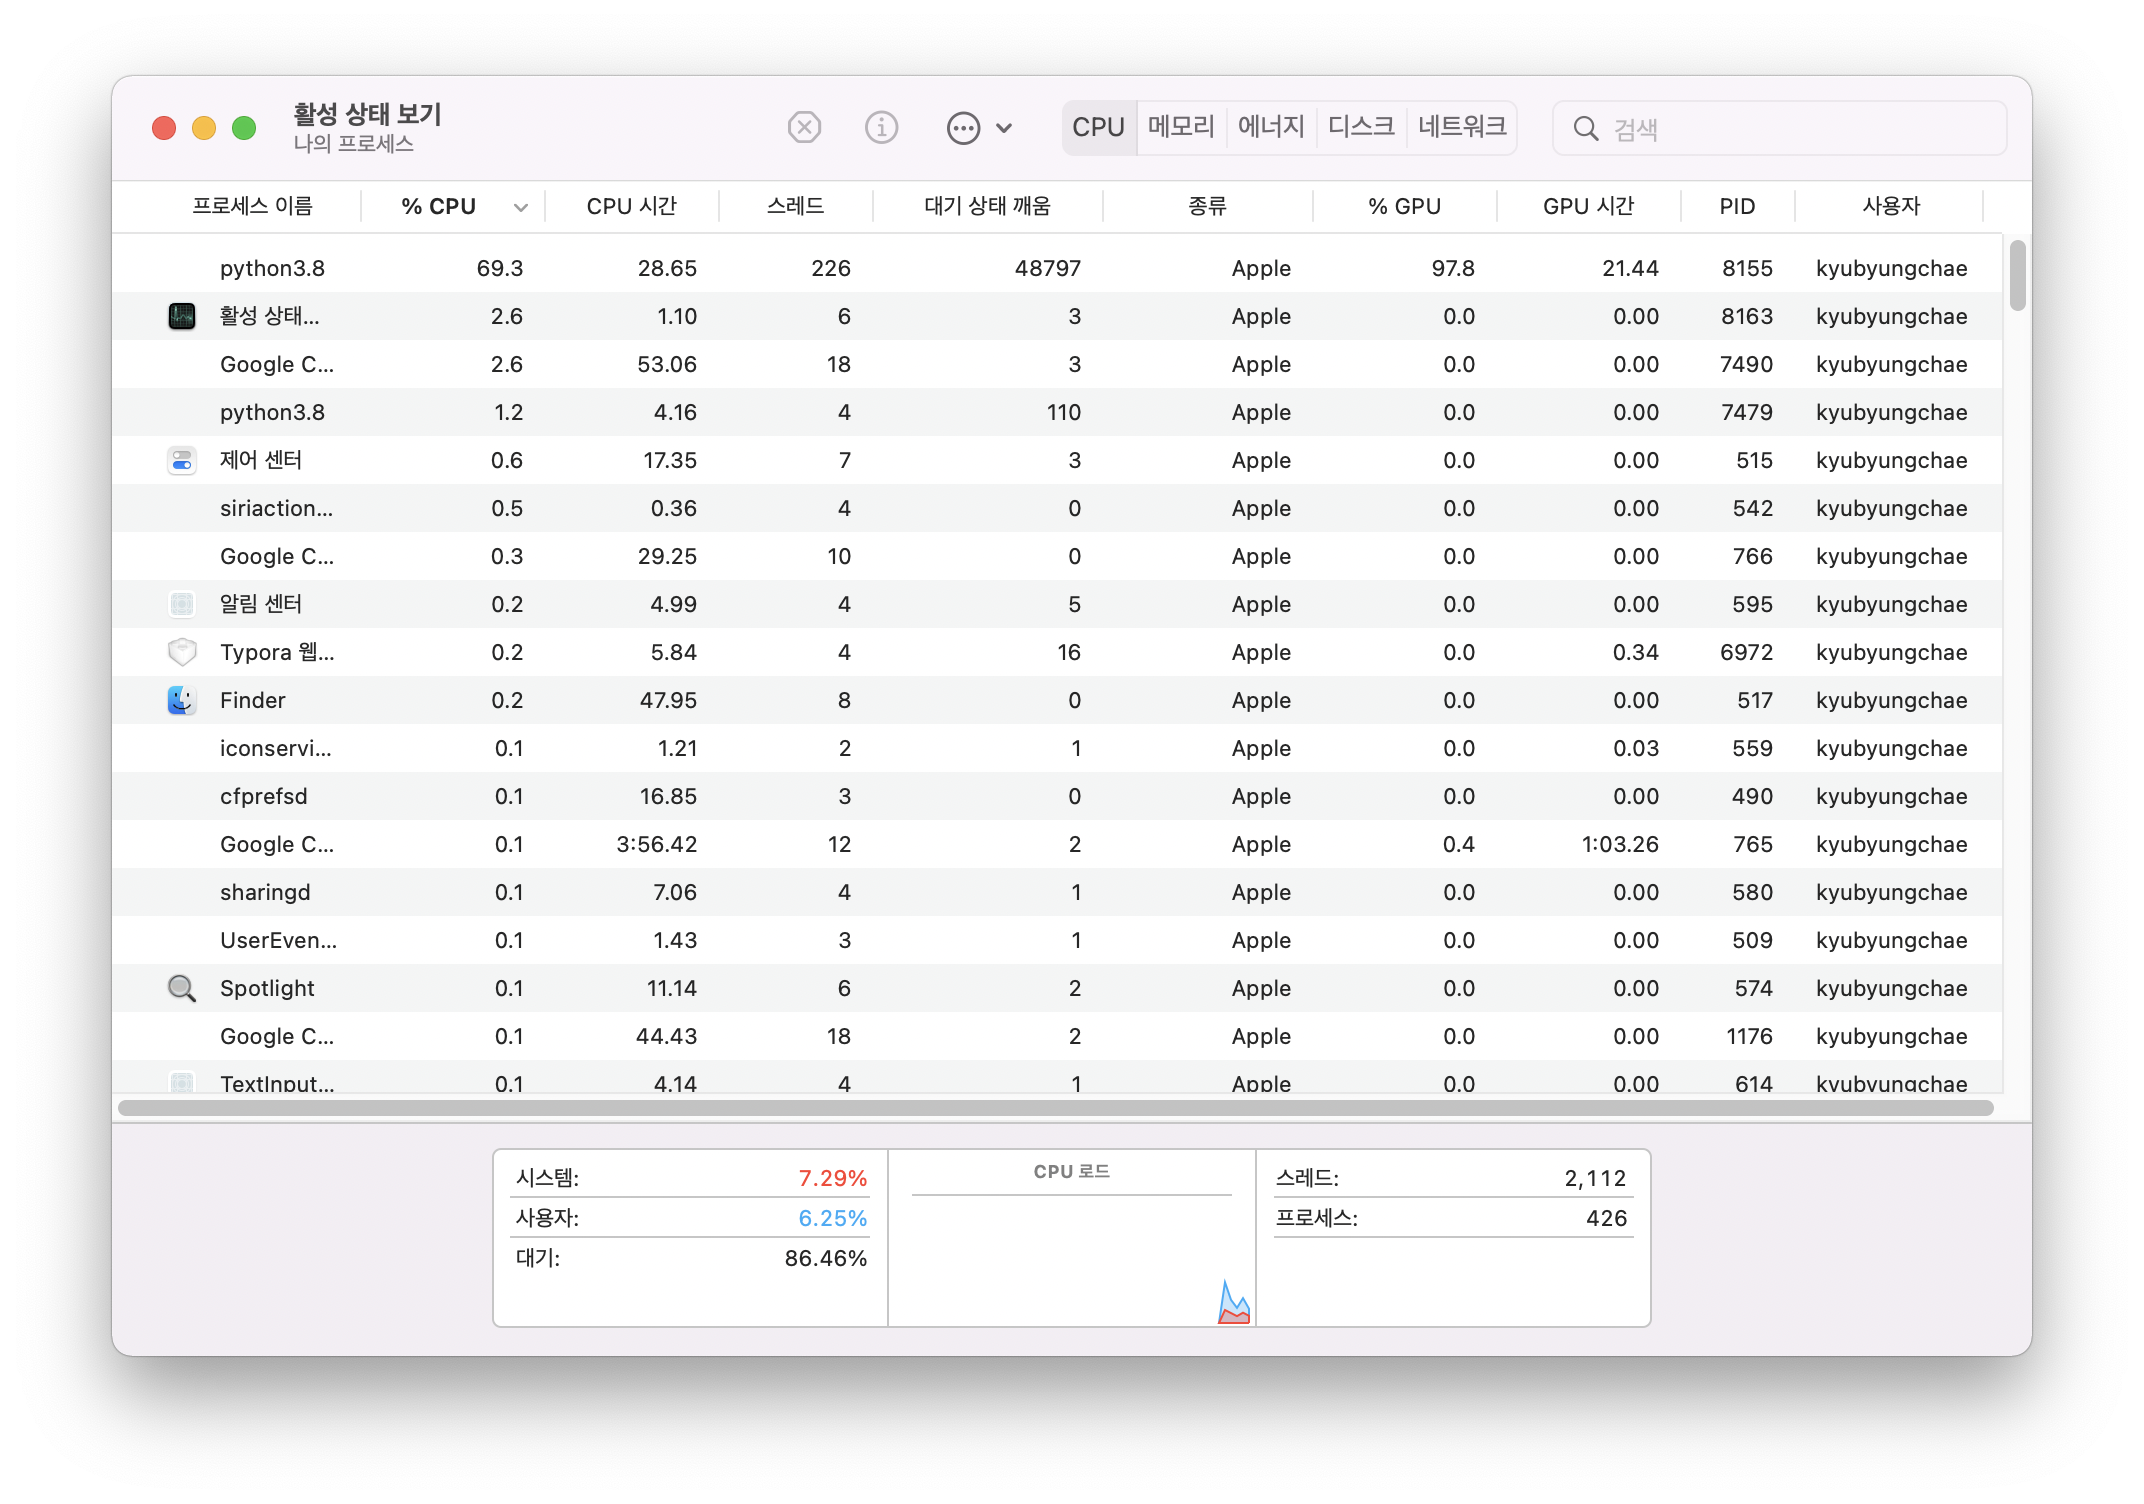 활성 상태 보기
나의 프로세스
CPU 메모리 에너지 디스크 네트워크 검색
프로세스 이름 % CPU CPU 시간 스레드 대기 상태 깨움 종류 % GPU GPU 시간 PID 사용자
python3.8 69.3 28.65 226 48797 Apple 97.8 21.44 8155 kyubyungchae
활성 상태... 2.6 1.10 6 3 Apple 0.0 0.00 8163 kyubyungchae
Google C... 2.6 53.06 18 3 Apple 0.0 0.00 7490 kyubyungchae
python3.8 1.2 4.16 4 110 Apple 0.0 0.00 7479 kyubyungchae
제어 센터 0.6 17.35 7 3 Apple 0.0 0.00 515 kyubyungchae
siriaction... 0.5 0.36 4 0 Apple 0.0 0.00 542 kyubyungchae
Google C... 0.3 29.25 10 0 Apple 0.0 0.00 766 kyubyungchae
알림 센터 0.2 4.99 4 5 Apple 0.0 0.00 595 kyubyungchae
Typora 웹... 0.2 5.84 4 16 Apple 0.0 0.34 6972 kyubyungchae
Finder 0.2 47.95 8 0 Apple 0.0 0.00 517 kyubyungchae
iconservi... 0.1 1.21 2 1 Apple 0.0 0.03 559 kyubyungchae
cfprefsd 0.1 16.85 3 0 Apple 0.0 0.00 490 kyubyungchae
Google C... 0.1 3:56.42 12 2 Apple 0.4 1:03.26 765 kyubyungchae
sharingd 0.1 7.06 4 1 Apple 0.0 0.00 580 kyubyungchae
UserEven... 0.1 1.43 3 1 Apple 0.0 0.00 509 kyubyungchae
Spotlight 0.1 11.14 6 2 Apple 0.0 0.00 574 kyubyungchae
Google C... 0.1 44.43 18 2 Apple 0.0 0.00 1176 kyubyungchae
TextInput... 0.1 4.14 4 1 Apple 0.0 0.00 614 kyubyungchae
시스템: 7.29%
사용자: 6.25%
대기: 86.46%
CPU 로드
스레드: 2,112
프로세스: 426